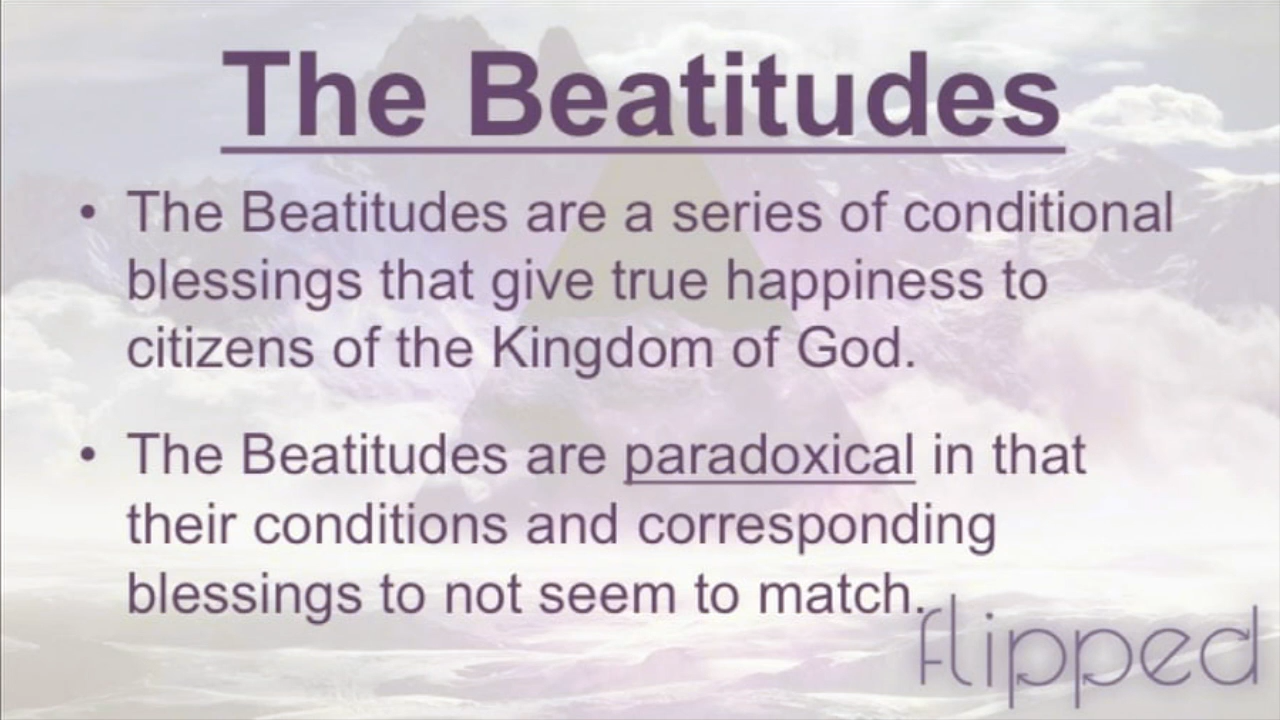 The Beatitudes
• The Beatitudes are a series of conditional
blessings that give true happiness to
citizens of the Kingdom of God.
• The Beatitudes are paradoxical in that
their conditions and corresponding
blessings to not seem to match.
flipped